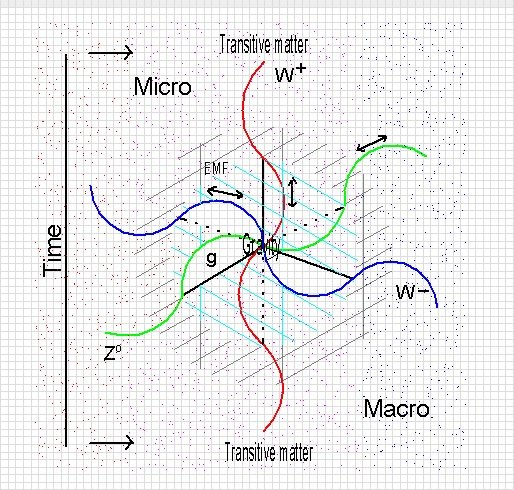 Transitive matter
W+
Micro
EMF
Time
Gravity
g
W-
Z⁰
Macro
Transitive matter